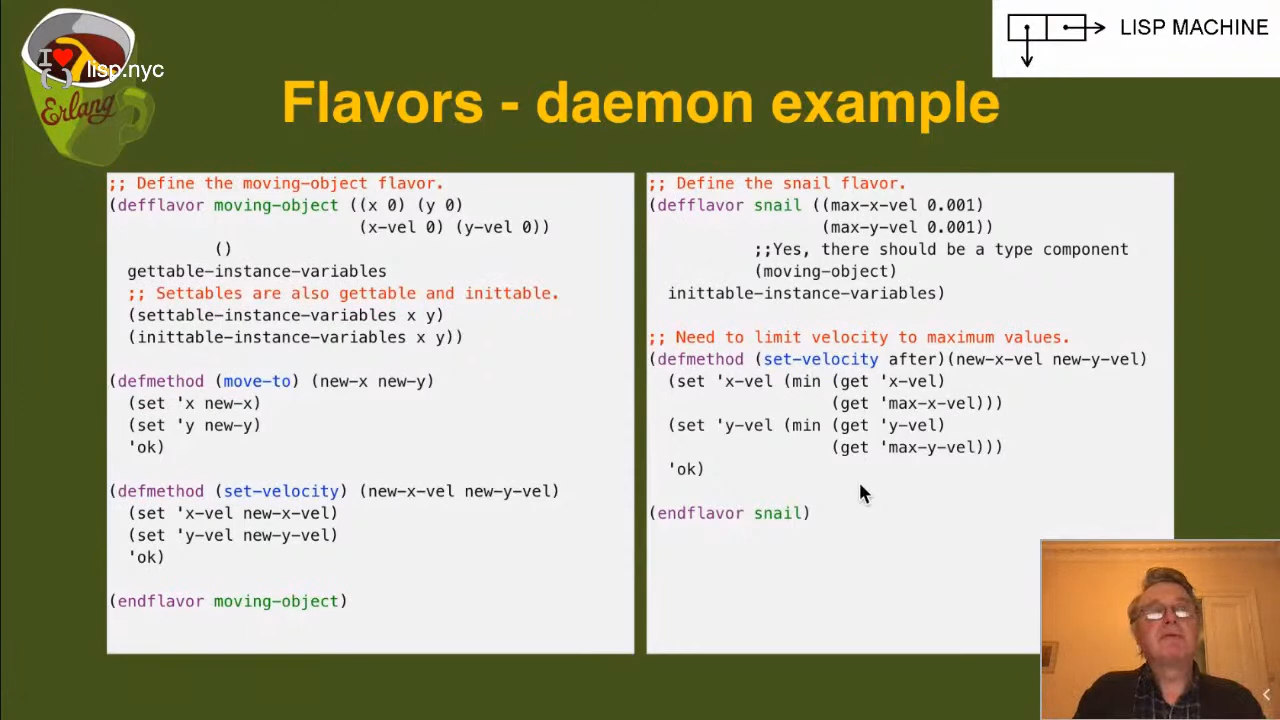 I
lisp.nyc
Erlang
LISP MACHINE
Flavors - daemon example
;; Define the moving-object flavor.
(defflavor moving-object ((x 0) (y 0)
(x-vel 0) (y-vel 0))
()
gettable-instance-variables
;; Settables are also gettable and inittable.
(settable-instance-variables x y)
(inittable-instance-variables x y))
(defmethod (move-to) (new-x new-y)
(set 'x new-x)
(set 'y new-y)
'ok)
(defmethod (set-velocity) (new-x-vel new-y-vel)
(set 'x-vel new-x-vel)
(set 'y-vel new-y-vel)
'ok)
(endflavor moving-object)
;; Define the snail flavor.
(defflavor snail ((max-x-vel 0.001)
(max-y-vel 0.001))
;;Yes, there should be a type component
(moving-object)
inittable-instance-variables)
;; Need to limit velocity to maximum values.
(defmethod (set-velocity after)(new-x-vel new-y-vel)
(set 'x-vel (min (get 'x-vel)
(get 'max-x-vel)))
(set 'y-vel (min (get 'y-vel)
(get 'max-y-vel)))
'ok)
(endflavor snail)